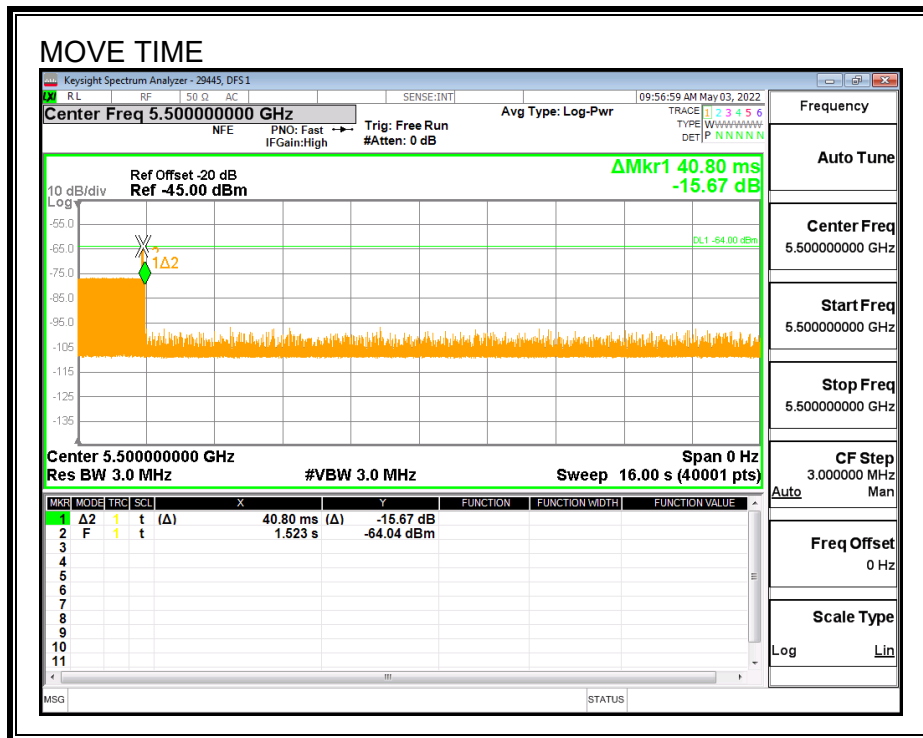 MOVE TIME
Keysight Spectrum Analyzer - 29445, DFS 1
LXI RL RF 50 Ω AC SENSE:INT 09:56:59 AM May 03, 2022
Center Freq 5.500000000 GHz Avg Type: Log-Pwr TRACE 1 2 3 4 5 6
NFE PNO: Fast Trig: Free Run TYPE WWWWWW
IFGain:High #Atten: 0 dB DET P N N N N N
ΔMkr1 40.80 ms
Ref Offset -20 dB
10 dB/div Ref -45.00 dBm -15.67 dB
Log
-55.0
-65.0
DL1 -64.00 dBm
1Δ2
-75.0
-85.0
-95.0
-105
-115
-125
-135
Center 5.500000000 GHz Span 0 Hz
Res BW 3.0 MHz #VBW 3.0 MHz Sweep 16.00 s (40001 pts)
MKR MODE TRC SCL X Y FUNCTION FUNCTION WIDTH FUNCTION VALUE
1 Δ2 1 t (Δ) 40.80 ms (Δ) -15.67 dB
2 F 1 t 1.523 s -64.04 dBm
3
4
5
6
7
8
9
10
11
MSG STATUS
Frequency
Auto Tune
Center Freq
5.500000000 GHz
Start Freq
5.500000000 GHz
Stop Freq
5.500000000 GHz
CF Step
3.000000 MHz
Auto Man
Freq Offset
0 Hz
Scale Type
Log Lin